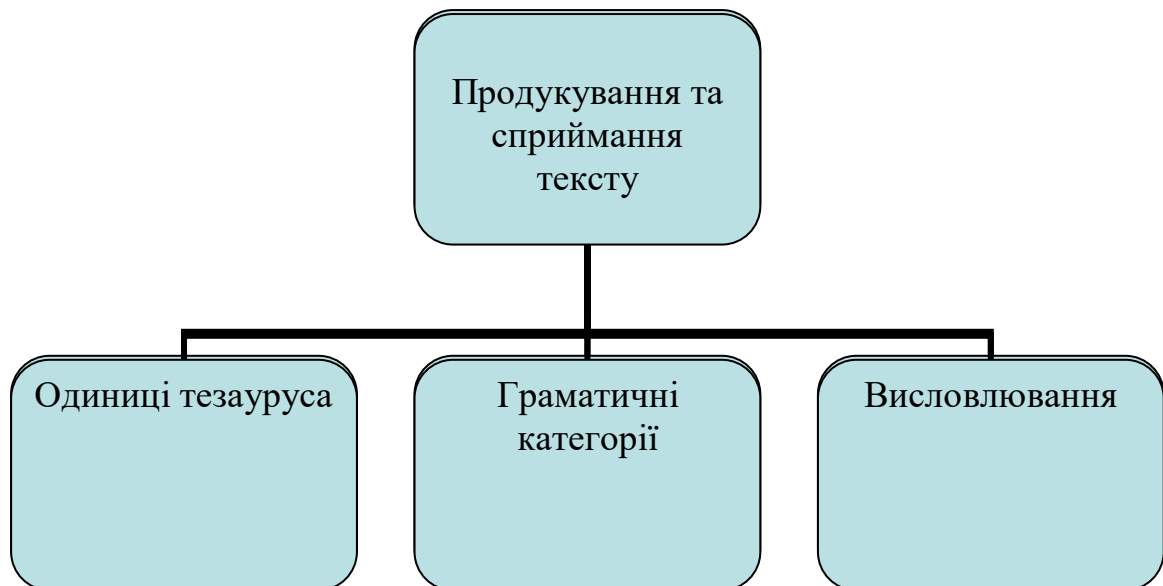 Продукування та
сприймання
тексту
Одиниці тезауруса
Граматичні
категорії
Висловлювання